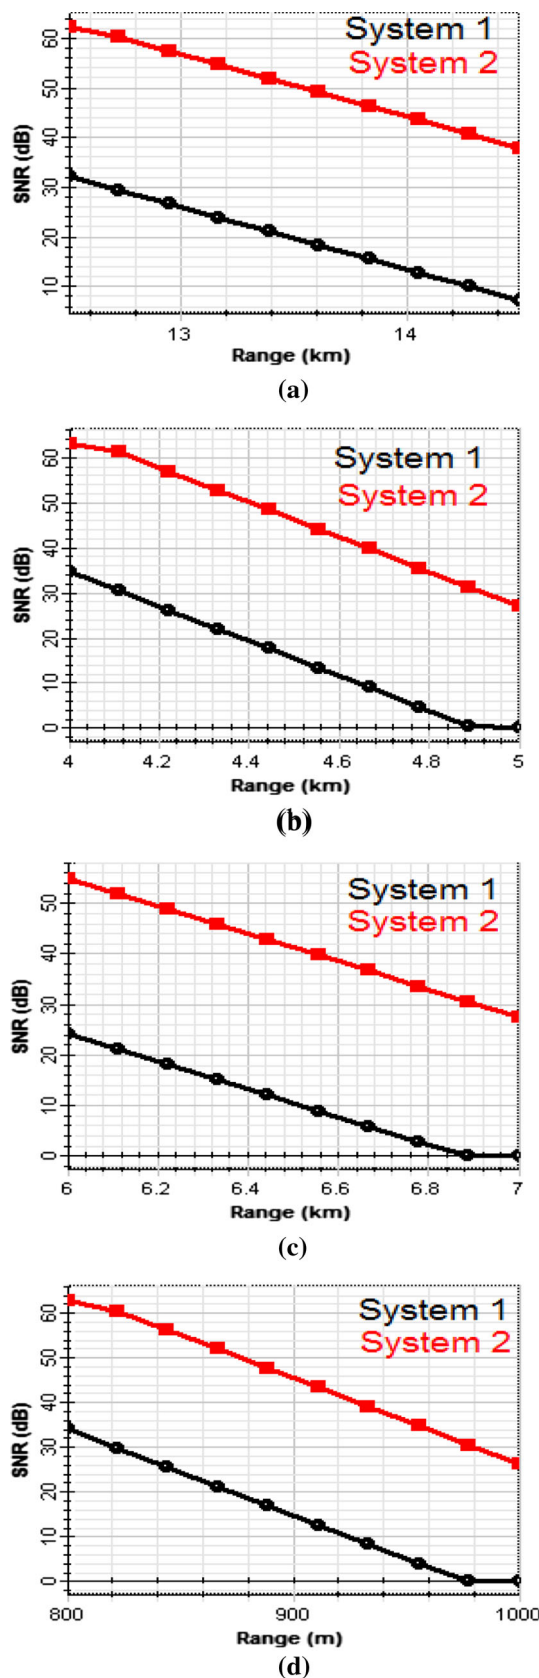 System 1
System 2
SNR (dB)
60
50
40
30
20
10
13
14
Range (km)
(a)
System 1
System 2
SNR (dB)
60
50
40
30
20
10
0
4
4.2
4.4
4.6
4.8
5
Range (km)
(b)
System 1
System 2
SNR (dB)
50
40
30
20
10
0
6
6.2
6.4
6.6
6.8
7
Range (km)
(c)
System 1
System 2
SNR (dB)
60
50
40
30
20
10
0
800
900
1000
Range (m)
(d)